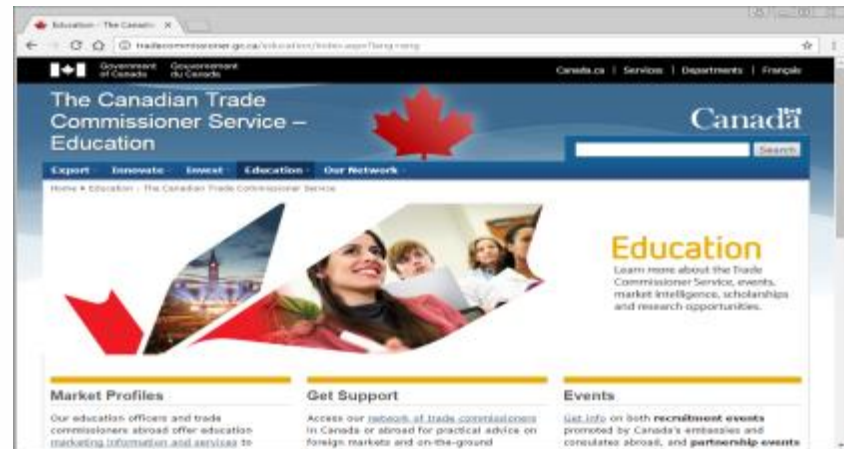 Education - The Canadi
tradecommissioner.gc.ca/education/index.aspx?lang=eng
Government of Canada
Gouvernement du Canada
Canada.ca | Services | Departments | Français
The Canadian Trade
Commissioner Service –
Education
Canada
Search
Export Innovate Invest Education Our Network
Home Education - The Canadian Trade Commissioner Service
Education
Learn more about the Trade
Commissioner Service, events,
market intelligence, scholarships
and research opportunities.
Market Profiles
Our education officers and trade
commissioners abroad offer education
marketing information and services to
Get Support
Access our network of trade commissioners
in Canada or abroad for practical advice on
foreign markets and on-the-ground
Events
Get info on both recruitment events
promoted by Canada's embassies and
consulates abroad, and partnership events